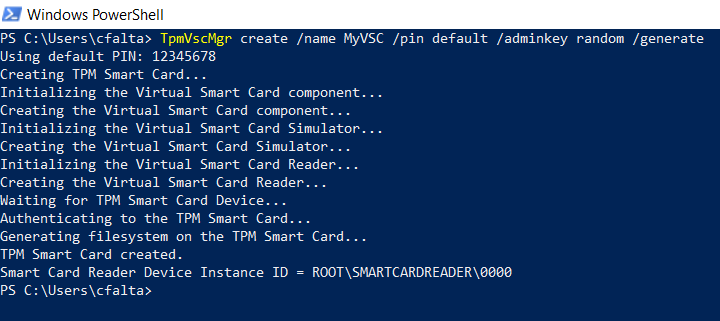 Windows PowerShell
PS C:\Users\cfalta> TpmVscMgr create /name MyVSC /pin default /adminkey random /generate
Using default PIN: 12345678
Creating TPM Smart Card...
Initializing the Virtual Smart Card component...
Creating the Virtual Smart Card component...
Initializing the Virtual Smart Card Simulator...
Creating the Virtual Smart Card Simulator...
Initializing the Virtual Smart Card Reader...
Creating the Virtual Smart Card Reader...
Waiting for TPM Smart Card Device...
Authenticating to the TPM Smart Card...
Generating filesystem on the TPM Smart Card...
TPM Smart Card created.
Smart Card Reader Device Instance ID = ROOT\SMARTCARDREADER\0000
PS C:\Users\cfalta>